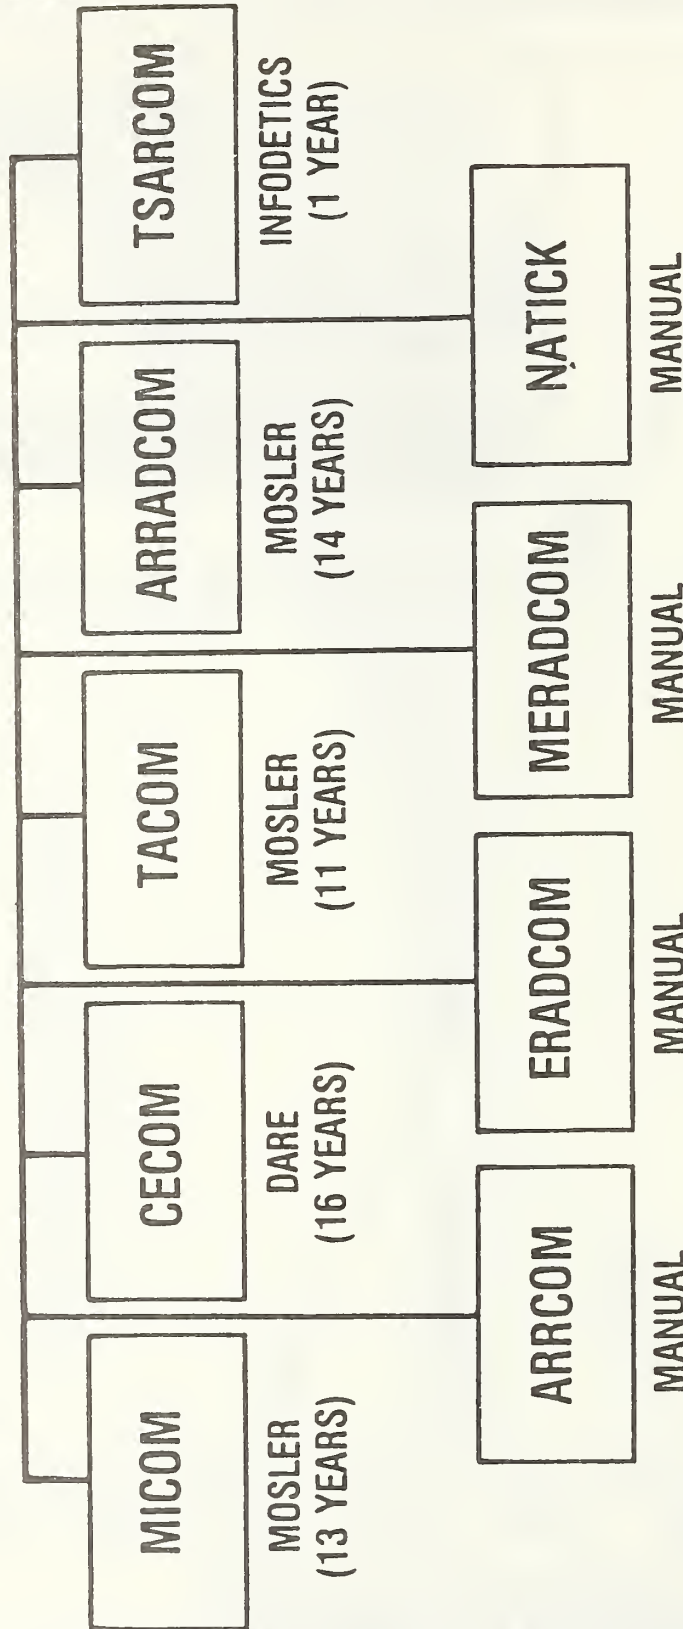 MICOM
MOSLER
(13 YEARS)
CECOM
DARE
(16 YEARS)
TACOM
MOSLER
(11 YEARS)
ARRADCOM
MOSLER
(14 YEARS)
TSARCOM
INFODETICS
(1 YEAR)
ARRCOM
MANUAL
ERADCOM
MANUAL
MERADCOM
MANUAL
NATICK
MANUAL